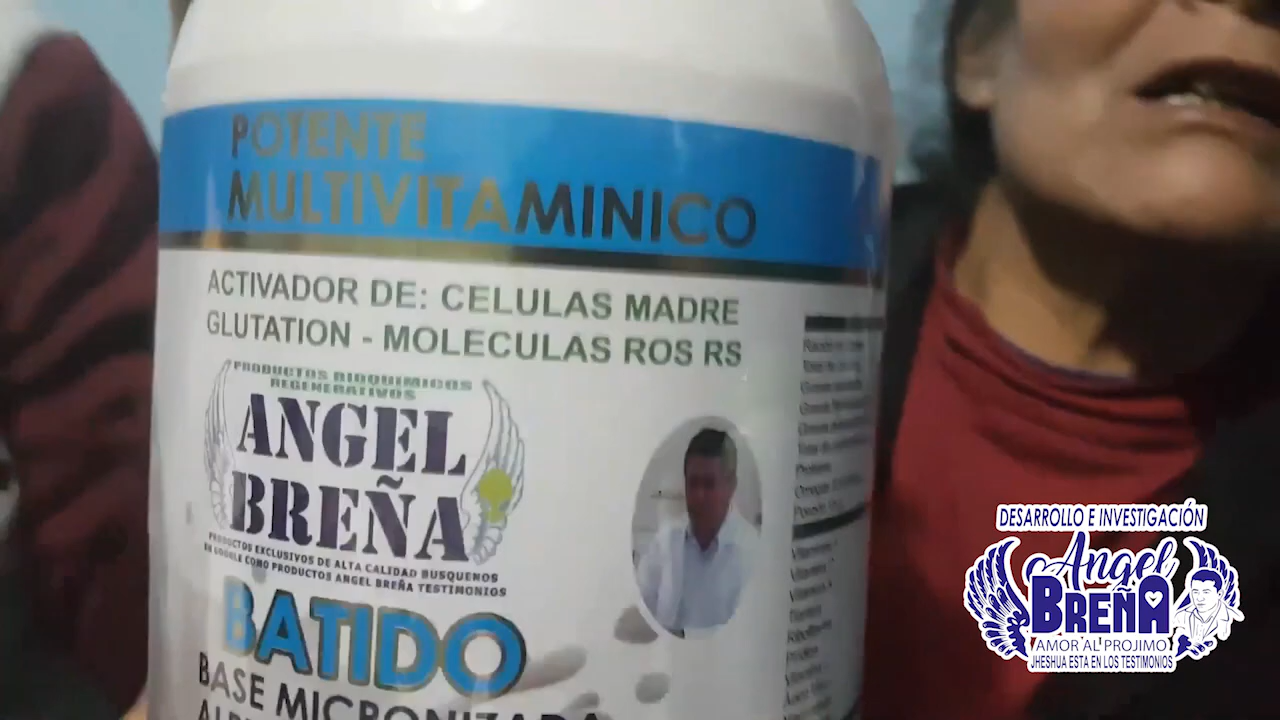 POTENTE
MULTIVITAMINICO
ACTIVADOR DE: CELULAS MADRE
GLUTATION - MOLECULAS ROS RS
PRODUCTOS BIOQUIMICOS
REGENERATIVOS
ANGEL
BREÑA
PRODUCTOS EXCLUSIVOS DE ALTA CALIDAD BUSQUENOS
EN GOOGLE COMO PRODUCTOS ANGEL BREÑA TESTIMONIOS
BATIDO
BASE MICRONIZADA
DESARROLLO E INVESTIGACIÓN
Angel
BREÑA
AMOR AL PROJIMO
JHESHUA ESTA EN LOS TESTIMONIOS